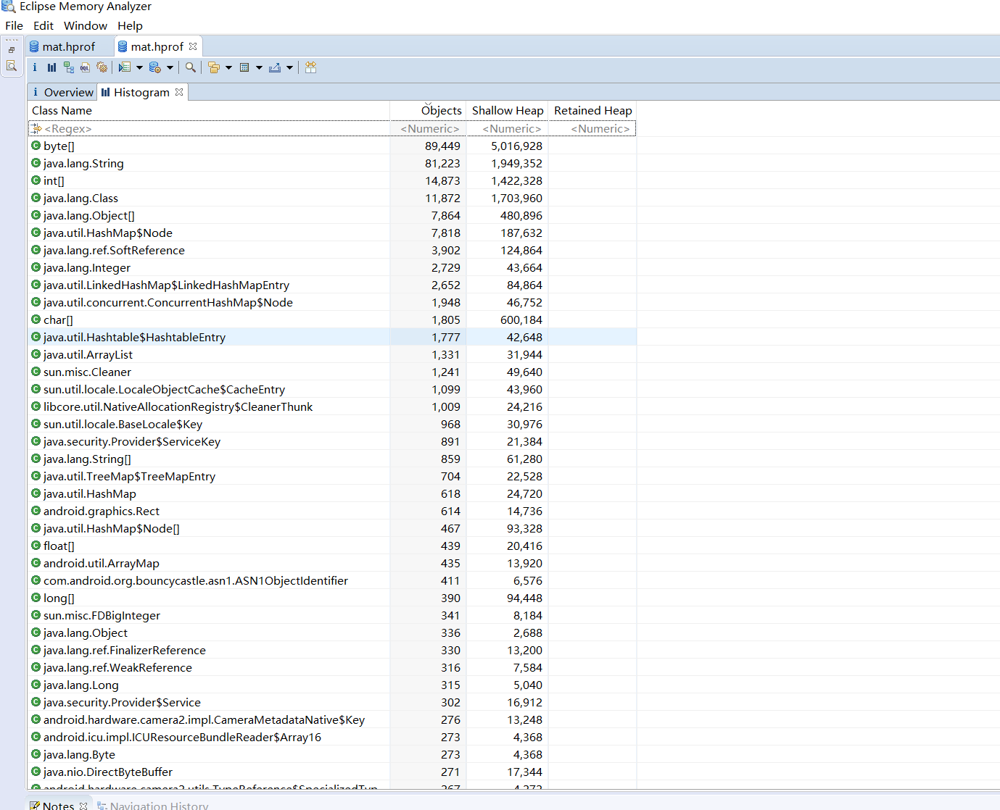 Eclipse Memory Analyzer
File Edit Window Help
mat.hprof mat.hprof
Overview Histogram
Class Name Objects Shallow Heap Retained Heap
<Regex> <Numeric> <Numeric> <Numeric>
byte[] 89,449 5,016,928
java.lang.String 81,223 1,949,352
int[] 14,873 1,422,328
java.lang.Class 11,872 1,703,960
java.lang.Object[] 7,864 480,896
java.util.HashMap$Node 7,818 187,632
java.lang.ref.SoftReference 3,902 124,864
java.lang.Integer 2,729 43,664
java.util.LinkedHashMap$LinkedHashMapEntry 2,652 84,864
java.util.concurrent.ConcurrentHashMap$Node 1,948 46,752
char[] 1,805 600,184
java.util.Hashtable$HashtableEntry 1,777 42,648
java.util.ArrayList 1,331 31,944
sun.misc.Cleaner 1,241 49,640
sun.util.locale.LocaleObjectCache$CacheEntry 1,099 43,960
libcore.util.NativeAllocationRegistry$CleanerThunk 1,009 24,216
sun.util.locale.BaseLocale$Key 968 30,976
java.security.Provider$ServiceKey 891 21,384
java.lang.String[] 859 61,280
java.util.TreeMap$TreeMapEntry 704 22,528
java.util.HashMap 618 24,720
android.graphics.Rect 614 14,736
java.util.HashMap$Node[] 467 93,328
float[] 439 20,416
android.util.ArrayMap 435 13,920
com.android.org.bouncycastle.asn1.ASN1ObjectIdentifier 411 6,576
long[] 390 94,448
sun.misc.FDBigInteger 341 8,184
java.lang.Object 336 2,688
java.lang.ref.FinalizerReference 330 13,200
java.lang.ref.WeakReference 316 7,584
java.lang.Long 315 5,040
java.security.Provider$Service 302 16,912
android.hardware.camera2.impl.CameraMetadataNative$Key 276 13,248
android.icu.impl.ICUResourceBundleReader$Array16 273 4,368
java.lang.Byte 273 4,368
java.nio.DirectByteBuffer 271 17,344
android.hardware.camera2.utils.TypeReference$SpecializedTyp... 267 4,272
Notes Navigation History